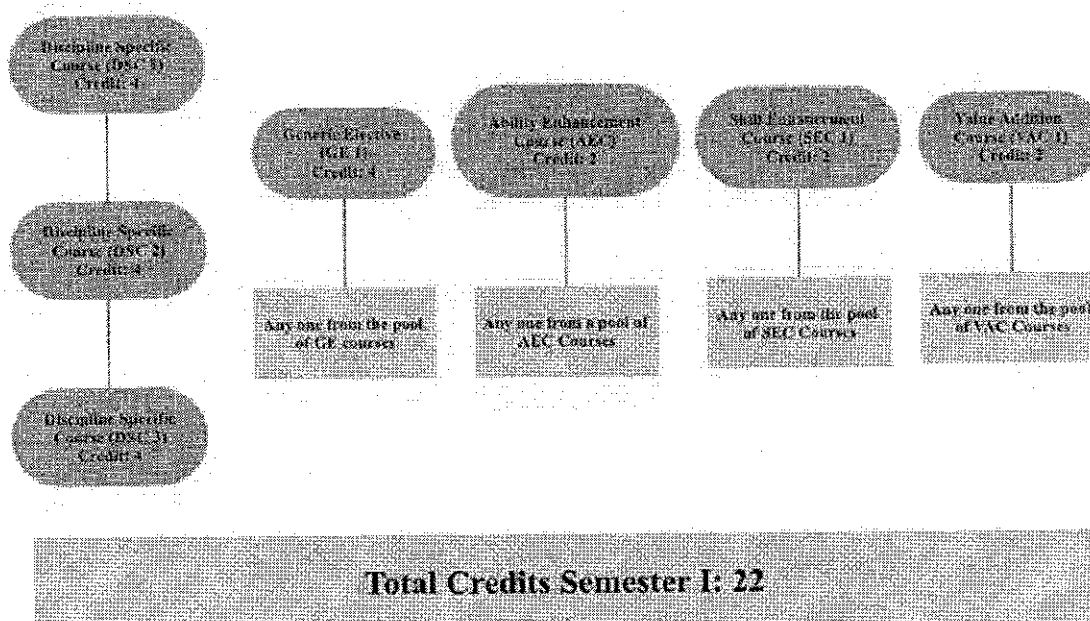 Discipline Specific
Course (DSC 1)
Credit: 4
Discipline Specific
Course (DSC 2)
Credit: 4
Discipline Specific
Course (DSC 3)
Credit: 4
Generic Elective
(GE 1)
Credit: 4
Any one from the pool
of GE courses
Ability Enhancement
Course (AEC)
Credit: 2
Any one from a pool of
AEC Courses
Skill Enhancement
Course (SEC 1)
Credit: 2
Any one from the pool
of SEC Courses
Value Addition
Course (VAC 1)
Credit: 2
Any one from the pool
of VAC Courses
Total Credits Semester I: 22